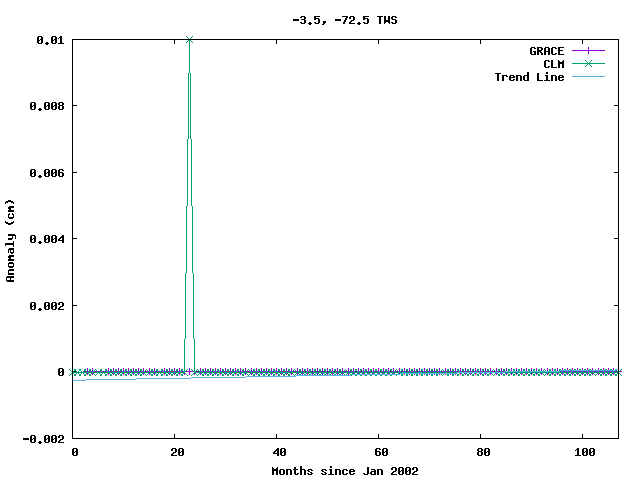 -3.5, -72.5 TWS
GRACE
CLM
Trend Line
0.01
0.008
0.006
0.004
0.002
0
-0.002
Anomaly (cm)
0 20 40 60 80 100
Months since Jan 2002